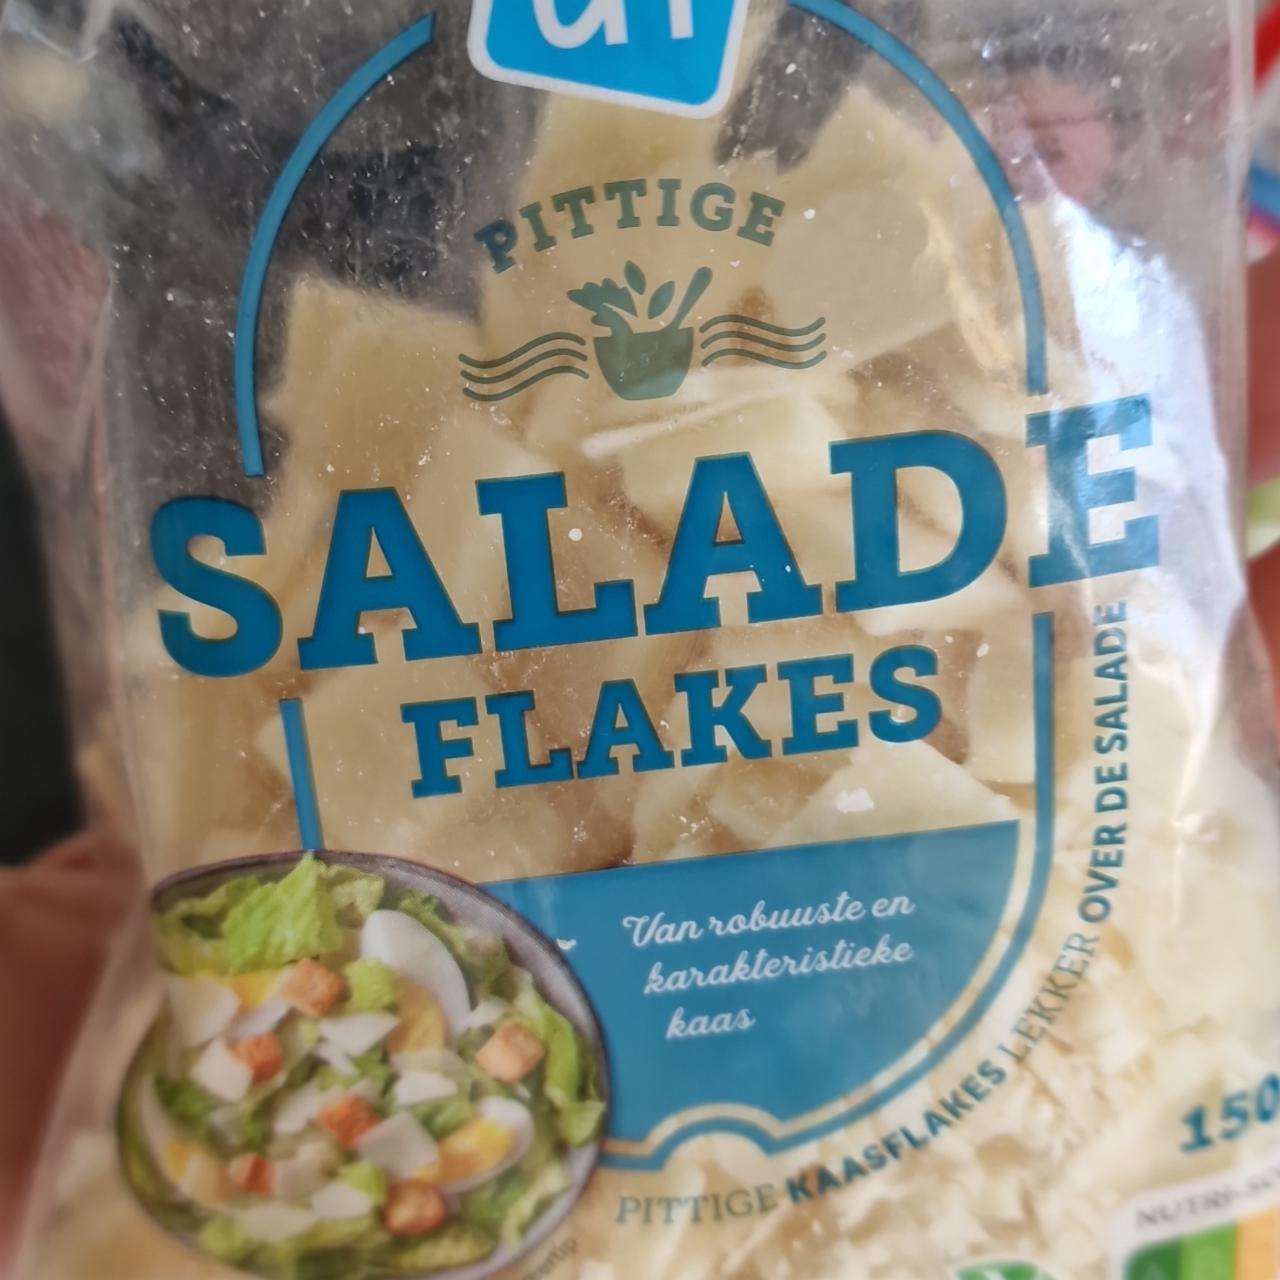 PITTIGE
SALADE
FLAKES
Van robuuste en
karakteristieke
kaas
PITTIGE KAASFLAKES LEKKER OVER DE SALADE
150